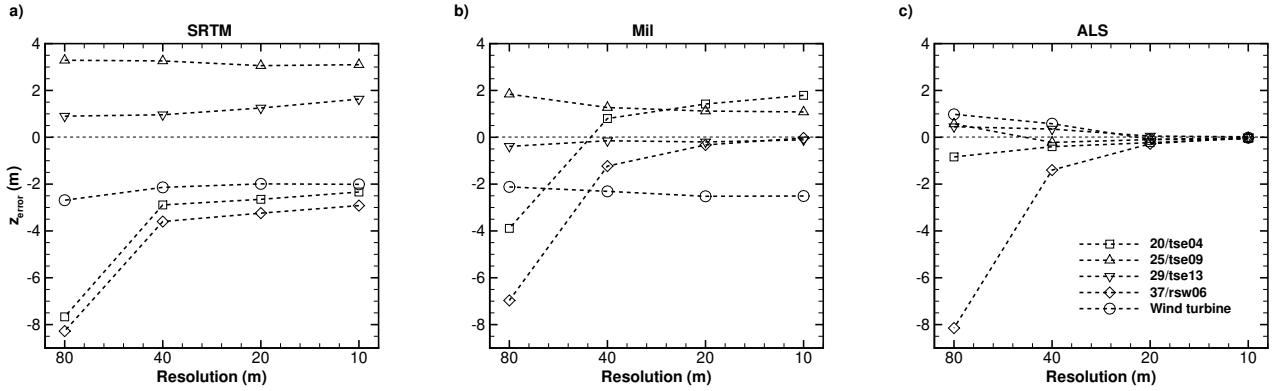 a)
SRTM
z_error (m)
4
2
0
-2
-4
-6
-8
80 40 20 10
Resolution (m)
b)
Mil
4
2
0
-2
-4
-6
-8
80 40 20 10
Resolution (m)
c)
ALS
4
2
0
-2
-4
-6
-8
20/tse04
25/tse09
29/tse13
37/rsw06
Wind turbine
80 40 20 10
Resolution (m)